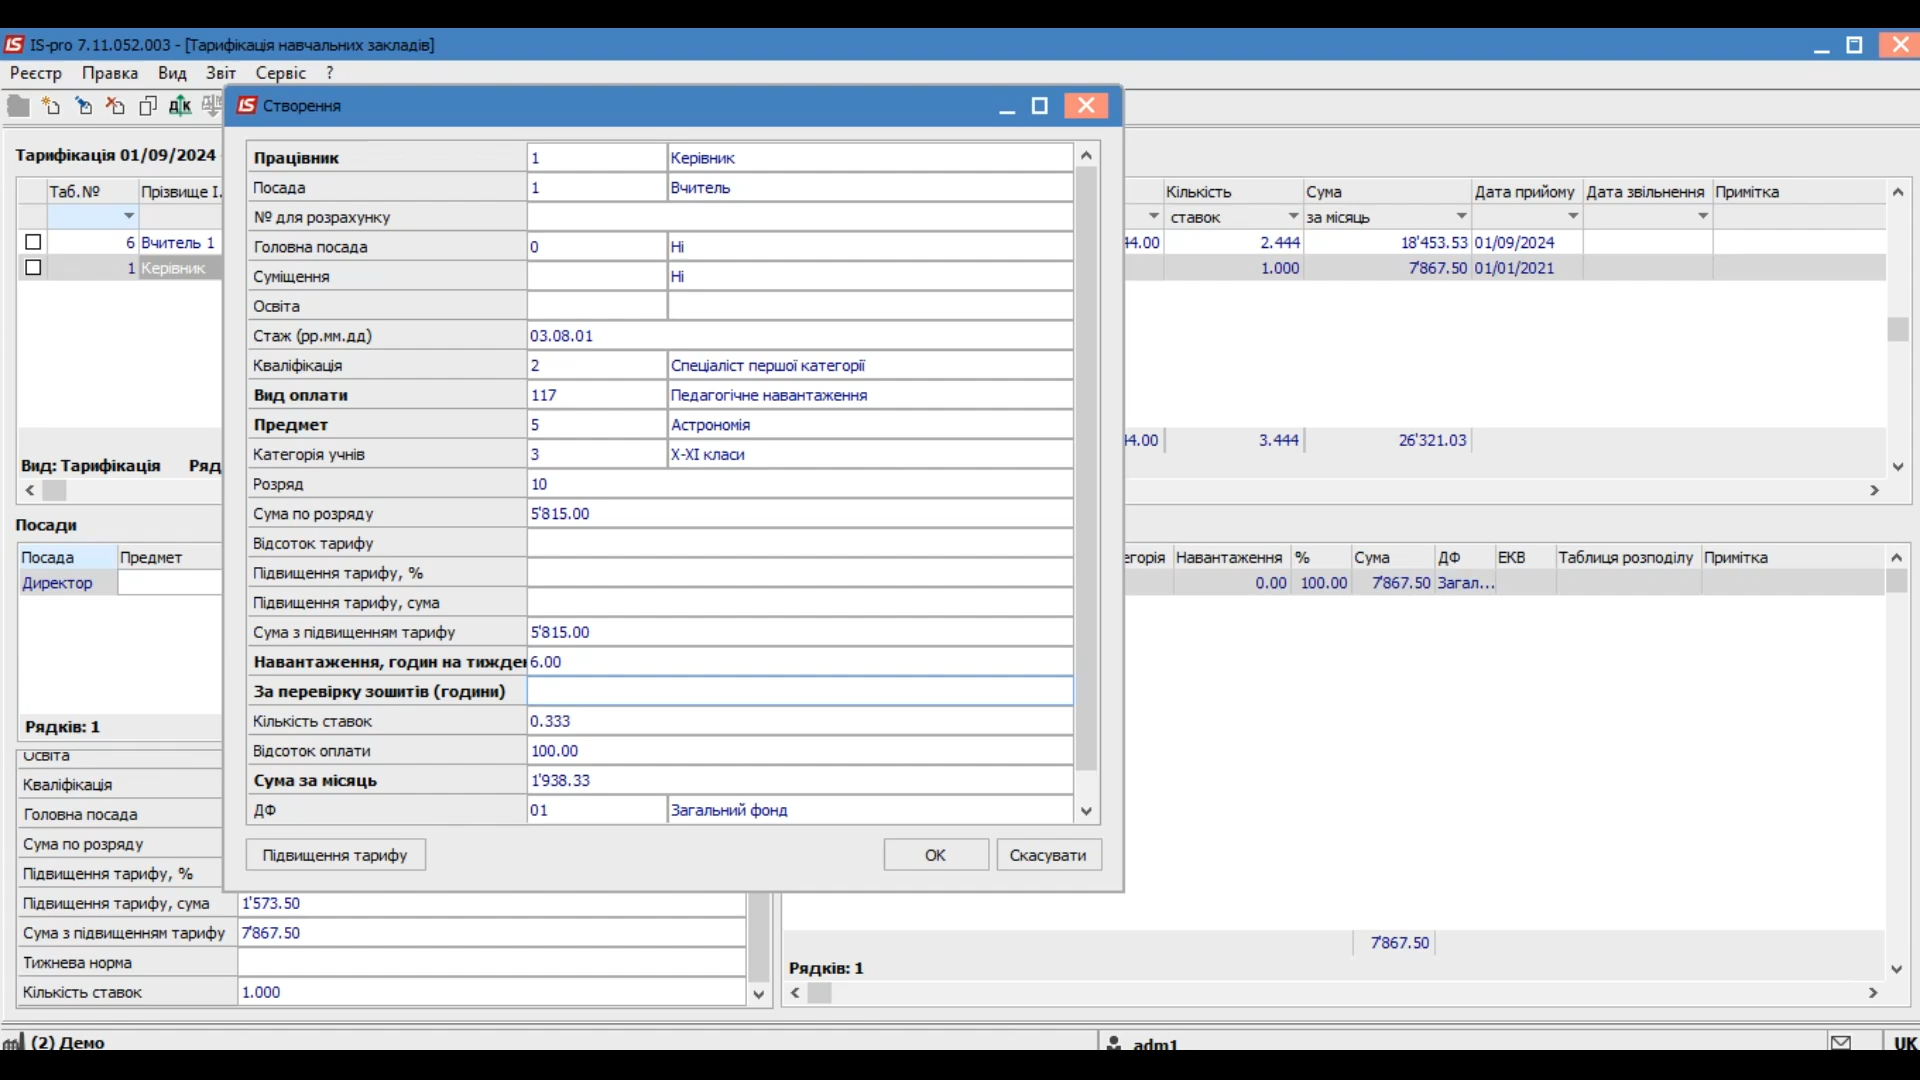 IS-pro 7.11.052.003 - [Тарифікація навчальних закладів]
Реєстр Правка Вид Звіт Сервіс ?
Створення
Тарифікація 01/09/2024
Таб.№ Прізвище І.
6 Вчитель 1
1 Керівник
Вид: Тарифікація Ряд
Посади
Посада Предмет
Директор
Рядків: 1
Освіта
Кваліфікація
Головна посада
Сума по розряду
Підвищення тарифу, %
Підвищення тарифу, сума 1'573.50
Сума з підвищенням тарифу 7'867.50
Тижнева норма
Кількість ставок 1.000
Працівник 1 Керівник
Посада 1 Вчитель
№ для розрахунку
Головна посада 0 Ні
Суміщення Ні
Освіта
Стаж (рр.мм.дд) 03.08.01
Кваліфікація 2 Спеціаліст першої категорії
Вид оплати 117 Педагогічне навантаження
Предмет 5 Астрономія
Категорія учнів 3 X-XI класи
Розряд 10
Сума по розряду 5'815.00
Відсоток тарифу
Підвищення тарифу, %
Підвищення тарифу, сума
Сума з підвищенням тарифу 5'815.00
Навантаження, годин на тижден 6.00
За перевірку зошитів (години)
Кількість ставок 0.333
Відсоток оплати 100.00
Сума за місяць 1'938.33
ДФ 01 Загальний фонд
Підвищення тарифу OK Скасувати
Кількість Сума Дата прийому Дата звільнення Примітка
ставок за місяць
44.00 2.444 18'453.53 01/09/2024
1.000 7'867.50 01/01/2021
44.00 3.444 26'321.03
егорія Навантаження % Сума ДФ ЕКВ Таблиця розподілу Примітка
0.00 100.00 7'867.50 Загал...
7'867.50
Рядків: 1
(2) Демо adm1 UK